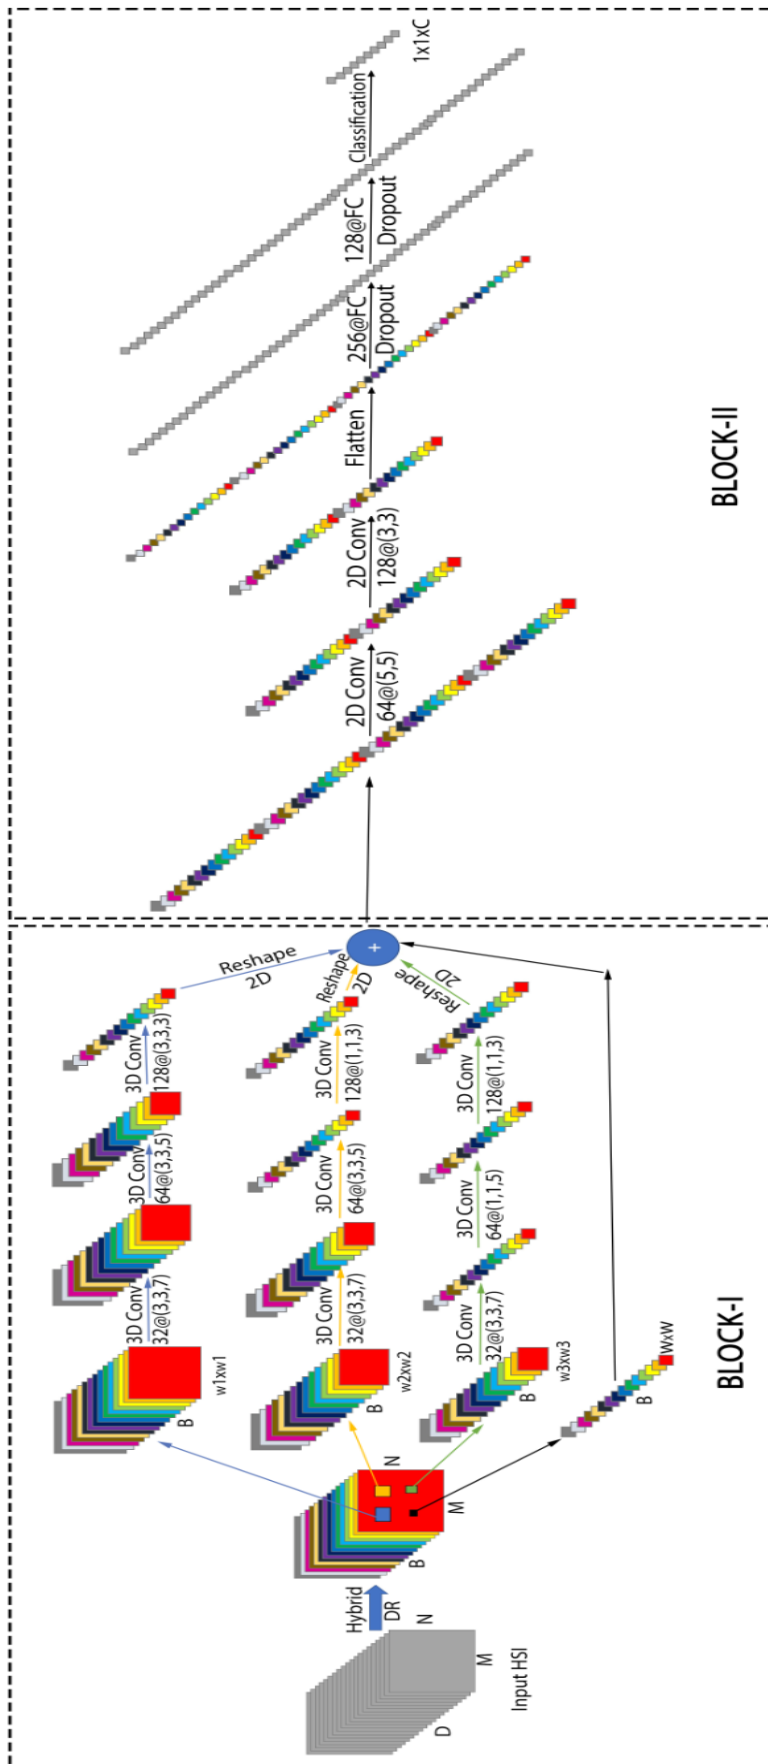 Input HSI
D
M
N
Hybrid
DR
B
M
N
B
w1xw1
3D Conv
32@(3,3,7)
3D Conv
64@(3,3,5)
3D Conv
128@(3,3,3)
Reshape
2D
B
w2xw2
3D Conv
32@(3,3,7)
3D Conv
64@(3,3,5)
3D Conv
128@(1,1,3)
Reshape
2D
B
w3xw3
3D Conv
32@(3,3,7)
3D Conv
64@(1,1,5)
3D Conv
128@(1,1,3)
Reshape
2D
B
WxW
+
BLOCK-I
2D Conv
64@(5,5)
2D Conv
128@(3,3)
Flatten
256@FC
Dropout
128@FC
Dropout
Classification
1x1xC
BLOCK-II